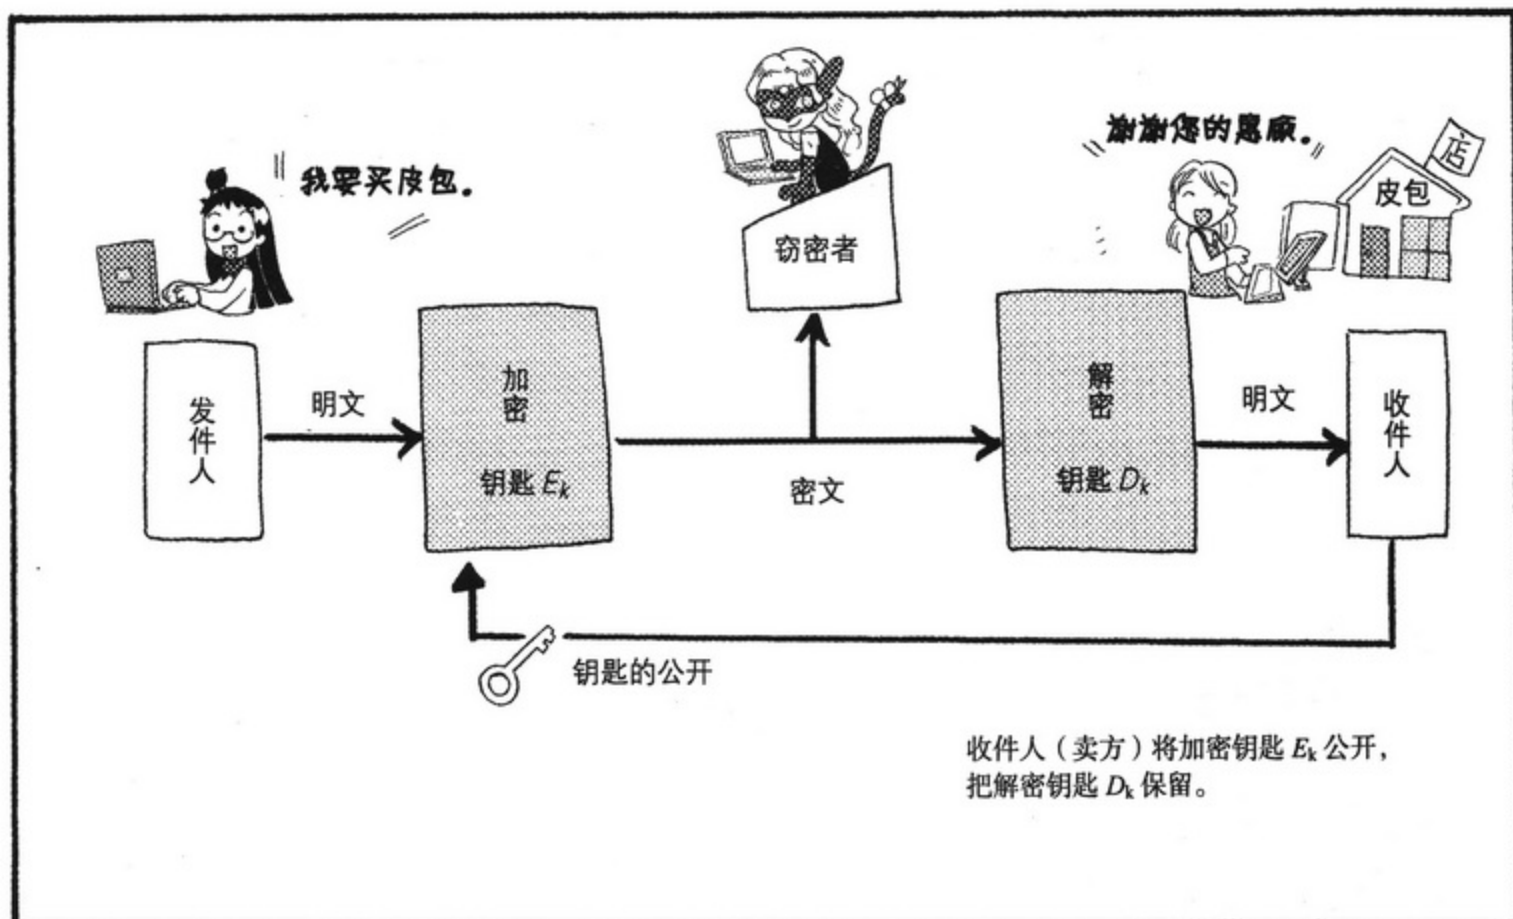 我要买皮包。
谢谢您的惠顾。
店
皮包
窃密者
发件人
明文
加密
钥匙 Eₖ
密文
解密
钥匙 Dₖ
明文
收件人
钥匙的公开
收件人（卖方）将加密钥匙 Eₖ 公开，
把解密钥匙 Dₖ 保留。